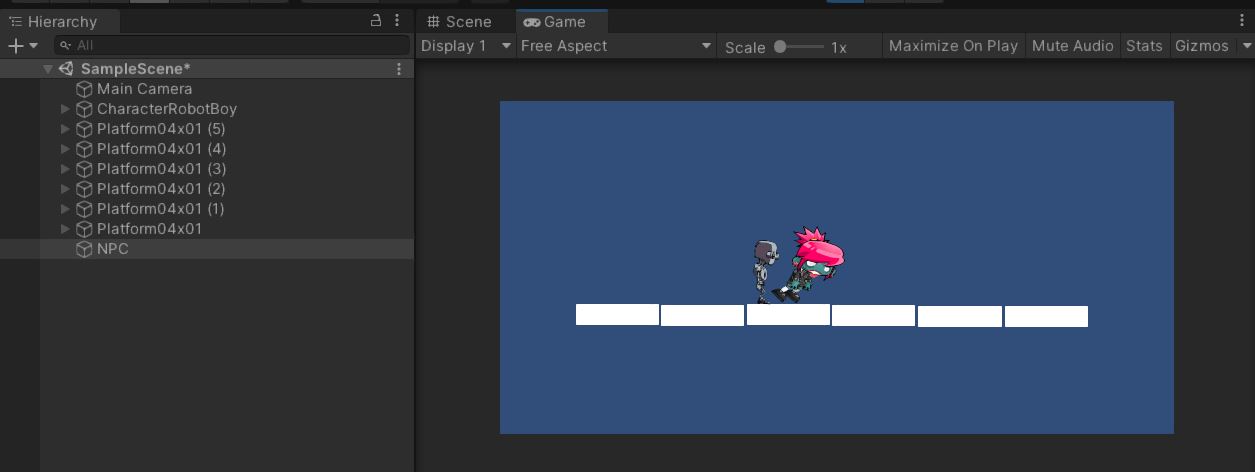 Hierarchy
All
SampleScene*
Main Camera
CharacterRobotBoy
Platform04x01 (5)
Platform04x01 (4)
Platform04x01 (3)
Platform04x01 (2)
Platform04x01 (1)
Platform04x01
NPC
Scene Game
Display 1 Free Aspect Scale 1x Maximize On Play Mute Audio Stats Gizmos